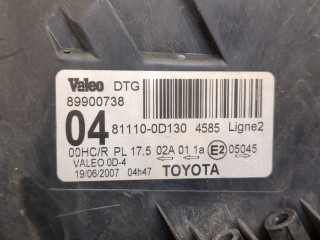 Valeo DTG
89900738
04 81110-0D130 4585 Ligne2
00HC/R PL 17.5 02A 01 1a E2 05045
VALEO 0D-4
19/06/2007 04h47 TOYOTA